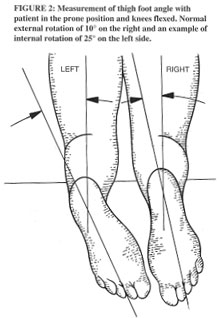 FIGURE 2: Measurement of thigh foot angle with
patient in the prone position and knees flexed. Normal
external rotation of 10° on the right and an example of
internal rotation of 25° on the left side.
LEFT
RIGHT